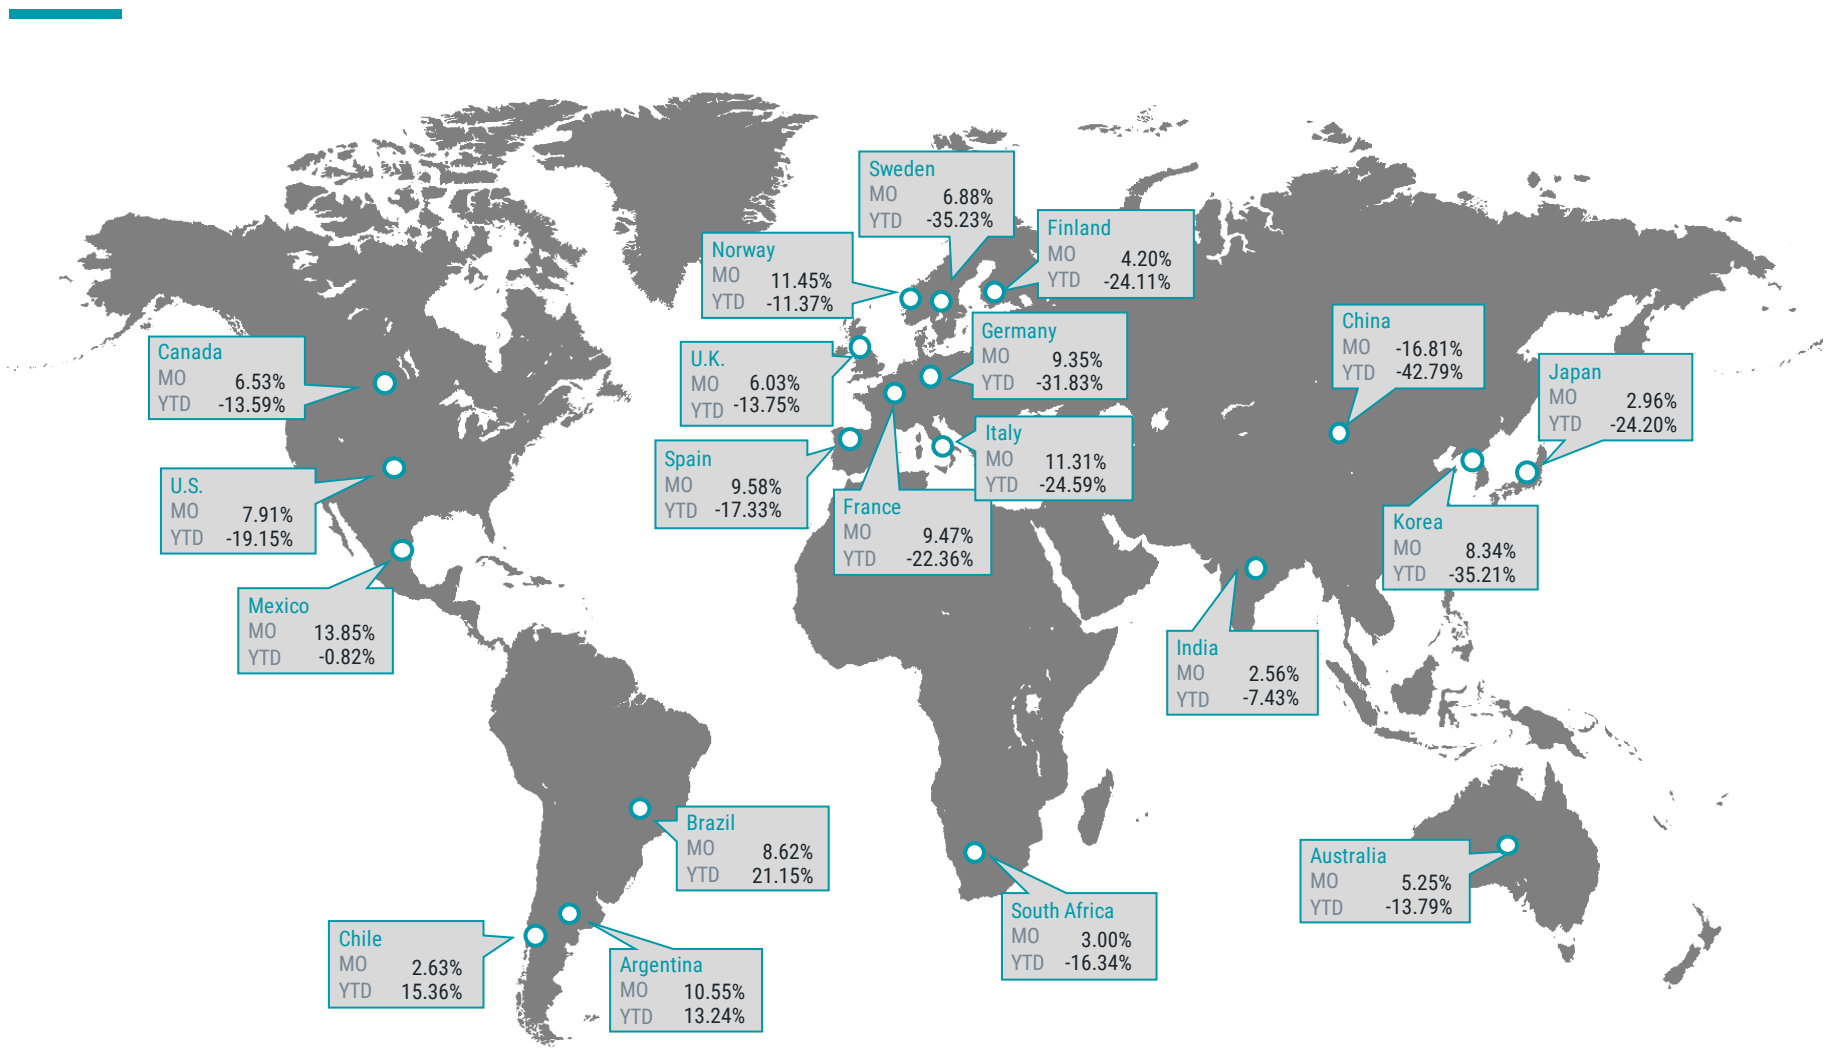 Sweden
MO 6.88%
YTD -35.23%
Finland
MO 4.20%
YTD -24.11%
Norway
MO 11.45%
YTD -11.37%
Germany
MO 9.35%
YTD -31.83%
China
MO -16.81%
YTD -42.79%
Canada
MO 6.53%
YTD -13.59%
U.K.
MO 6.03%
YTD -13.75%
Japan
MO 2.96%
YTD -24.20%
Italy
MO 11.31%
YTD -24.59%
Spain
MO 9.58%
YTD -17.33%
U.S.
MO 7.91%
YTD -19.15%
France
MO 9.47%
YTD -22.36%
Korea
MO 8.34%
YTD -35.21%
Mexico
MO 13.85%
YTD -0.82%
India
MO 2.56%
YTD -7.43%
Brazil
MO 8.62%
YTD 21.15%
Australia
MO 5.25%
YTD -13.79%
South Africa
MO 3.00%
YTD -16.34%
Chile
MO 2.63%
YTD 15.36%
Argentina
MO 10.55%
YTD 13.24%